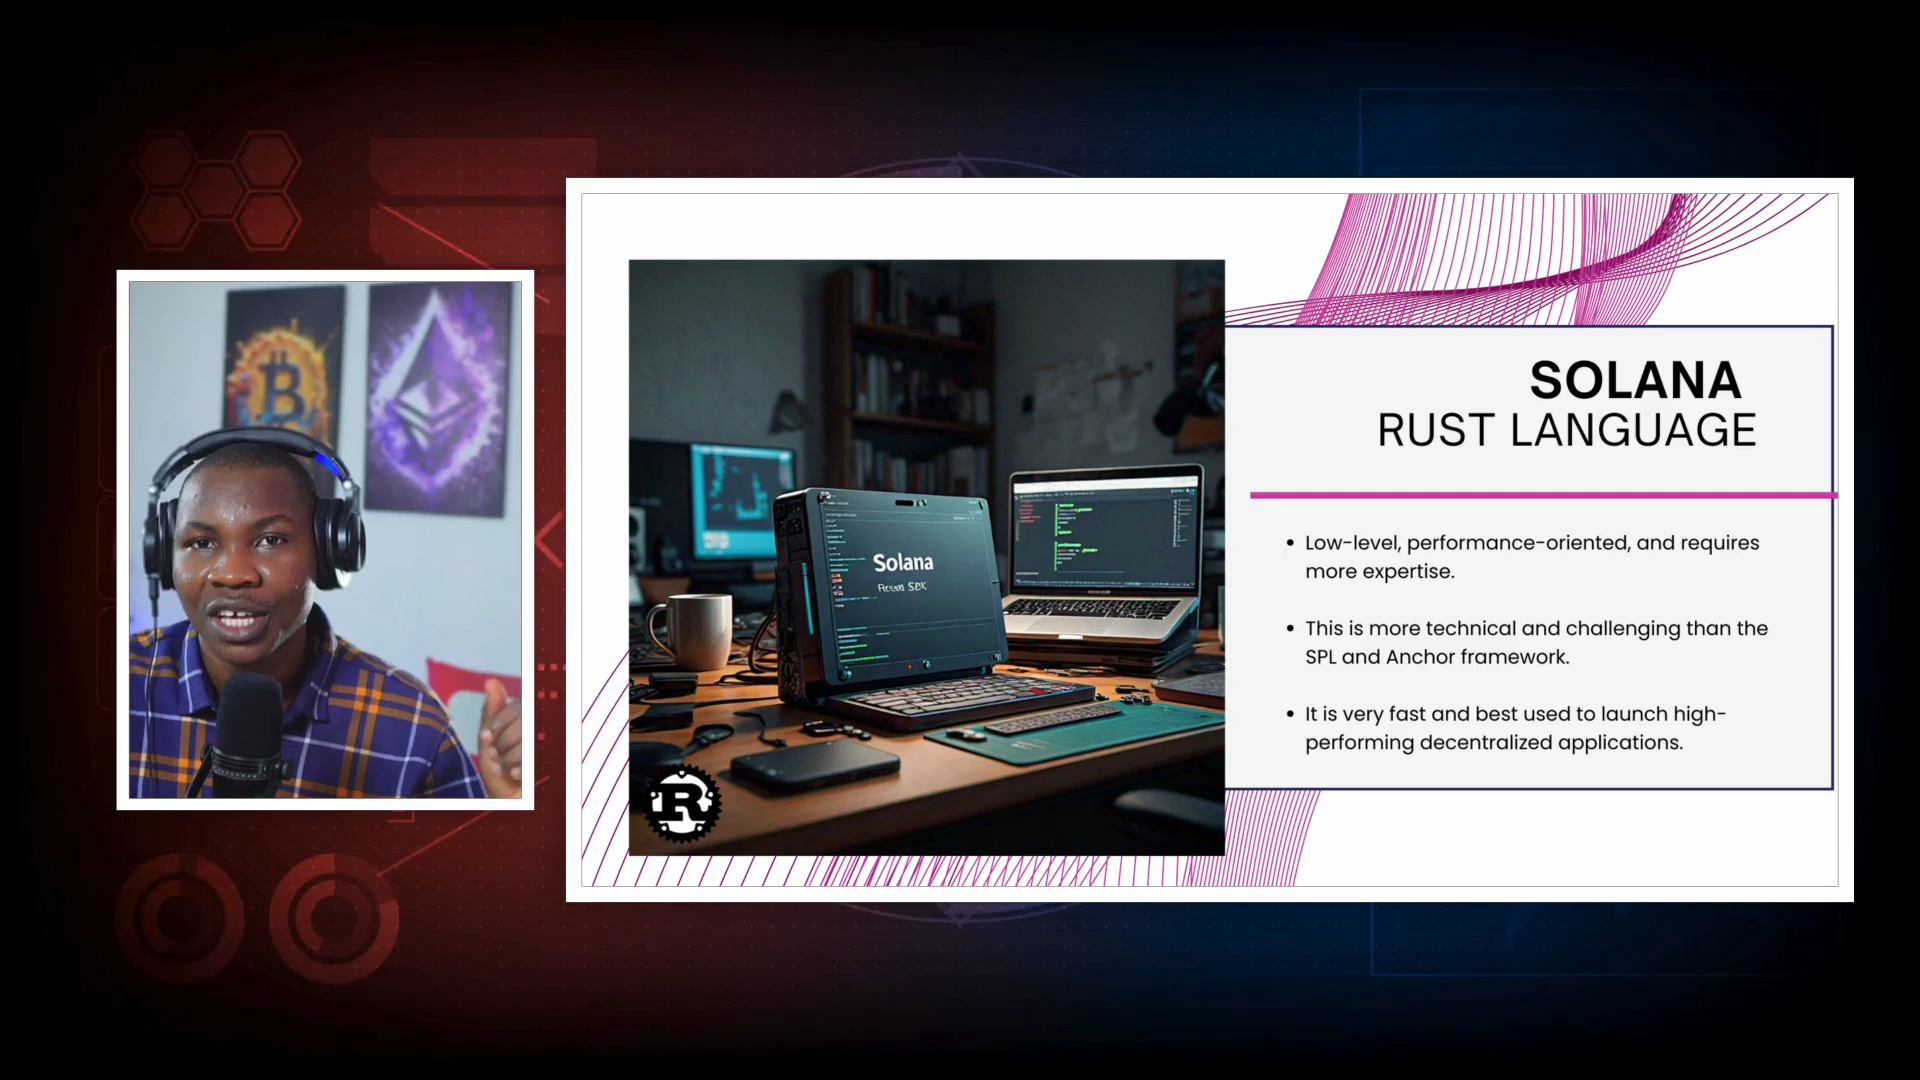 SOLANA
RUST LANGUAGE
Solana
• Low-level, performance-oriented, and requires
more expertise.
• This is more technical and challenging than the
SPL and Anchor framework.
• It is very fast and best used to launch high-
performing decentralized applications.
R